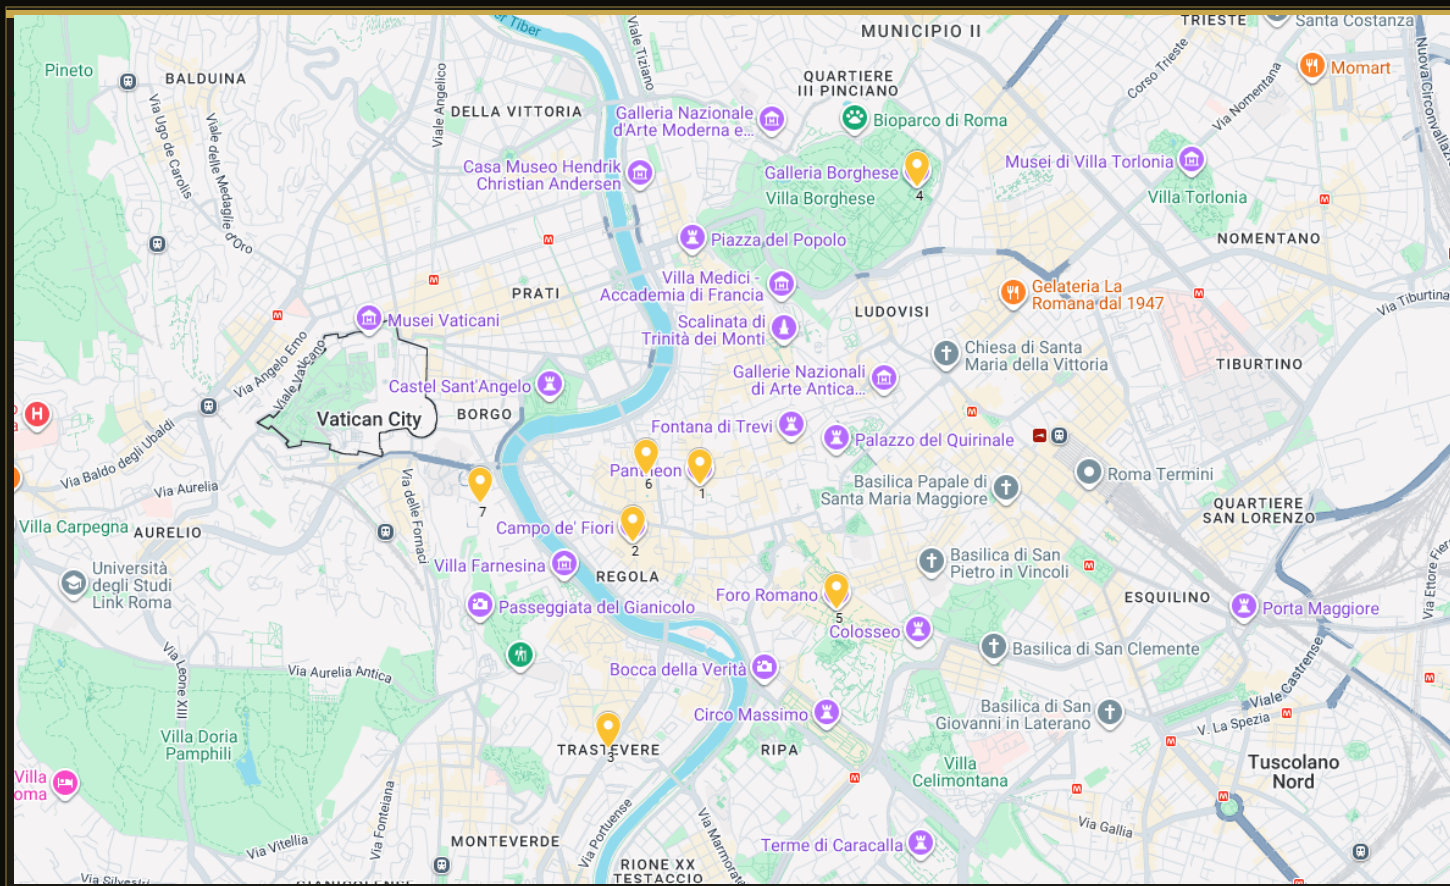 er Tiber
Viale Tiziano
MUNICIPIO II
TRIESTE
Santa Costanza
Pineto
BALDUINA
Viale Angelico
DELLA VITTORIA
QUARTIERE
III PINCIANO
Corso Trieste
Momart
Via Nomentana
Via Ugo de Carolis
Viale delle Medaglie d'Oro
Galleria Nazionale
d'Arte Moderna e...
Bioparco di Roma
Casa Museo Hendrik
Christian Andersen
Galleria Borghese
4
Villa Borghese
Musei di Villa Torlonia
Villa Torlonia
Piazza del Popolo
NOMENTANO
M
M
M
M
M
Villa Medici -
Accademia di Francia
PRATI
LUDOVISI
Gelateria La
Romana dal 1947
Via Tiburtina
Musei Vaticani
Scalinata di
Trinità dei Monti
Via Angelo Emo
Viale Vaticano
Chiesa di Santa
Maria della Vittoria
TIBURTINO
Gallerie Nazionali
di Arte Antica...
Castel Sant'Angelo
BORGO
H
a
Vatican City
Fontana di Trevi
Palazzo del Quirinale
M
Via Baldo degli Ubaldi
Pantheon
6
1
Roma Termini
Via Aurelia
Via delle Fornaci
7
Basilica Papale di
Santa Maria Maggiore
QUARTIERE
SAN LORENZO
Villa Carpegna
AURELIO
Campo de' Fiori
2
Via Ettore Fier
Università
degli Studi
Link Roma
Villa Farnesina
REGOLA
Basilica di San
Pietro in Vincoli
M
Passeggiata del Gianicolo
Foro Romano
5
ESQUILINO
Porta Maggiore
Colosseo
Basilica di San Clemente
Via Leone XIII
Via Aurelia Antica
Bocca della Verità
M
Viale Castrense
Circo Massimo
Basilica di San
Giovanni in Laterano
M
V. La Spezia
Villa Doria
Pamphili
TRASTEVERE
3
RIPA
M
Villa
oma
M
Villa
Celimontana
M
M
Tuscolano
Nord
Via Fonteiana
Via Portuense
Via Marmorata
Via Gallia
Via Vitellia
MONTEVERDE
Terme di Caracalla
RIONE XX
TESTACCIO
Via Silvestri
M